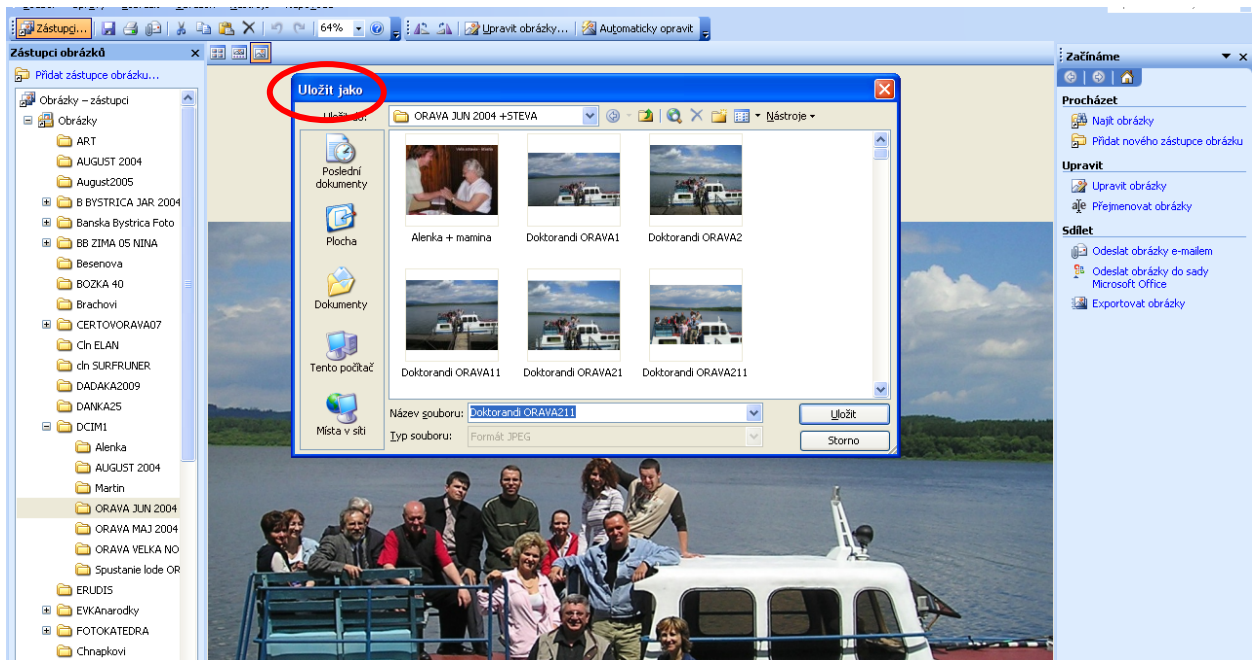 Zástupci...
64%
Upravit obrázky...
Automaticky opravit
Zástupci obrázků
Přidat zástupce obrázku...
Obrázky – zástupci
Obrázky
ART
AUGUST 2004
August2005
B BYSTRICA JAR 2004
Banska Bystrica Foto
BB ZIMA 05 NINA
Besenova
BOZKA 40
Brachovi
CERTOVORAVA07
Cln ELAN
cln SURFRUNER
DADAKA2009
DANKA25
DCIM1
Alenka
AUGUST 2004
Martin
ORAVA JUN 2004
ORAVA MAJ 2004
ORAVA VELKA NO
Spustanie lode OR
ERUDIS
EVKAnarodky
FOTOKATEDRA
Chnapkovi
Uložit jako
Uložit do:
ORAVA JUN 2004 +STEVA
Nástroje
Poslední
dokumenty
Plocha
Dokumenty
Tento počítač
Místa v síti
Alenka + mamina
Doktorandi ORAVA1
Doktorandi ORAVA2
Doktorandi ORAVA11
Doktorandi ORAVA21
Doktorandi ORAVA211
Název souboru:
Doktorandi ORAVA211
Uložit
Typ souboru:
Formát JPEG
Storno
Začínáme
Procházet
Najít obrázky
Přidat nového zástupce obrázku
Upravit
Upravit obrázky
Přejmenovat obrázky
Sdílet
Odeslat obrázky e-mailem
Odeslat obrázky do sady
Microsoft Office
Exportovat obrázky